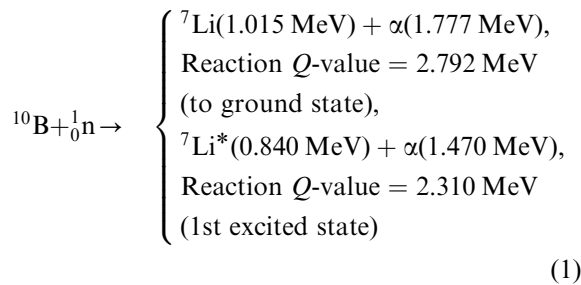 ⁷Li(1.015 MeV) + α(1.777 MeV),
Reaction Q-value = 2.792 MeV
(to ground state),
¹⁰B+¹₀n→
⁷Li*(0.840 MeV) + α(1.470 MeV),
Reaction Q-value = 2.310 MeV
(1st excited state)
(1)